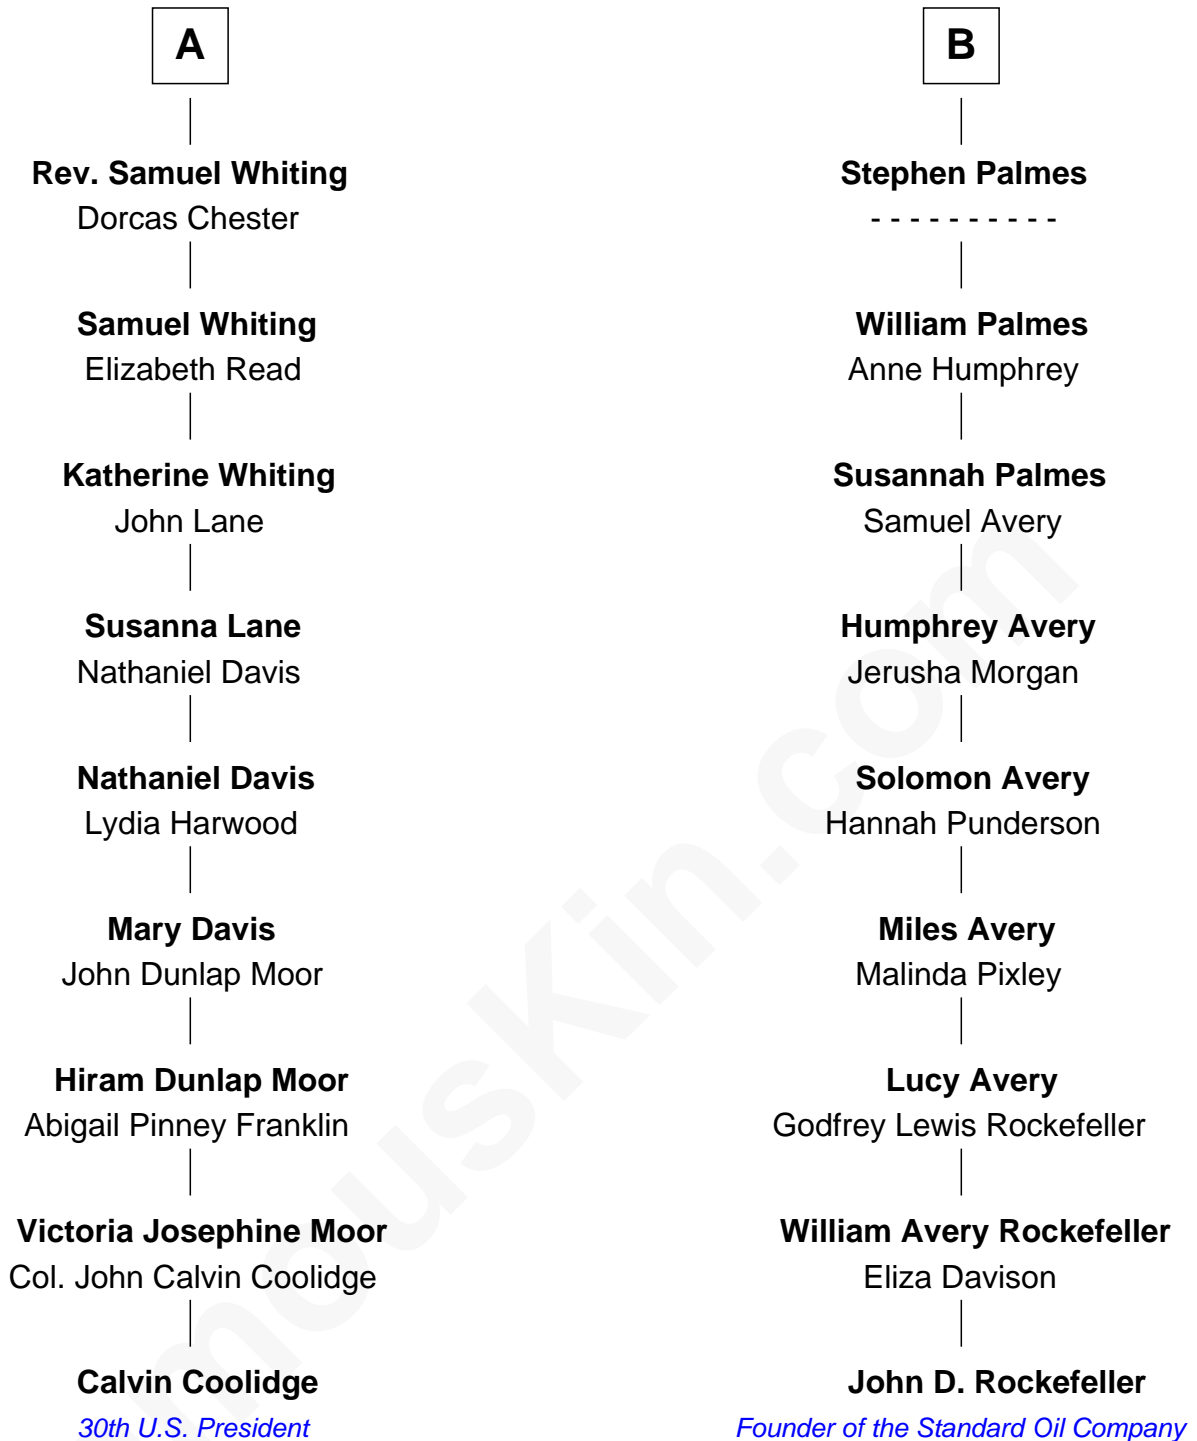 A
Rev. Samuel Whiting
Dorcas Chester
Samuel Whiting
Elizabeth Read
Katherine Whiting
John Lane
Susanna Lane
Nathaniel Davis
Nathaniel Davis
Lydia Harwood
Mary Davis
John Dunlap Moor
Hiram Dunlap Moor
Abigail Pinney Franklin
Victoria Josephine Moor
Col. John Calvin Coolidge
Calvin Coolidge
30th U.S. President
B
Stephen Palmes
- - - - - - - - - -
William Palmes
Anne Humphrey
Susannah Palmes
Samuel Avery
Humphrey Avery
Jerusha Morgan
Solomon Avery
Hannah Punderson
Miles Avery
Malinda Pixley
Lucy Avery
Godfrey Lewis Rockefeller
William Avery Rockefeller
Eliza Davison
John D. Rockefeller
Founder of the Standard Oil Company
mousKin.com